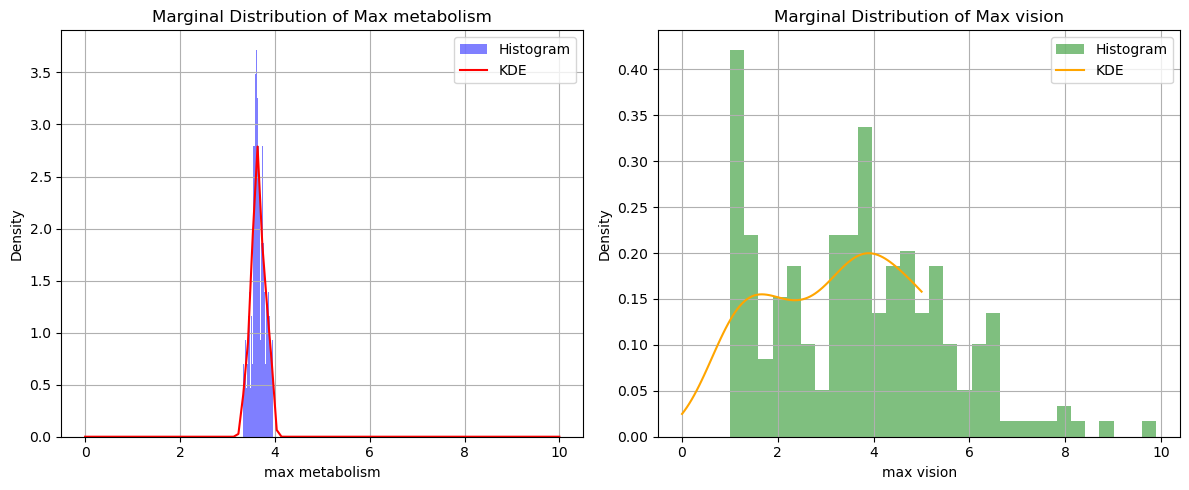 Marginal Distribution of Max metabolism
Histogram
KDE
Density
3.5
3.0
2.5
2.0
1.5
1.0
0.5
0.0
0 2 4 6 8 10
max metabolism
Marginal Distribution of Max vision
Histogram
KDE
Density
0.40
0.35
0.30
0.25
0.20
0.15
0.10
0.05
0.00
0 2 4 6 8 10
max vision